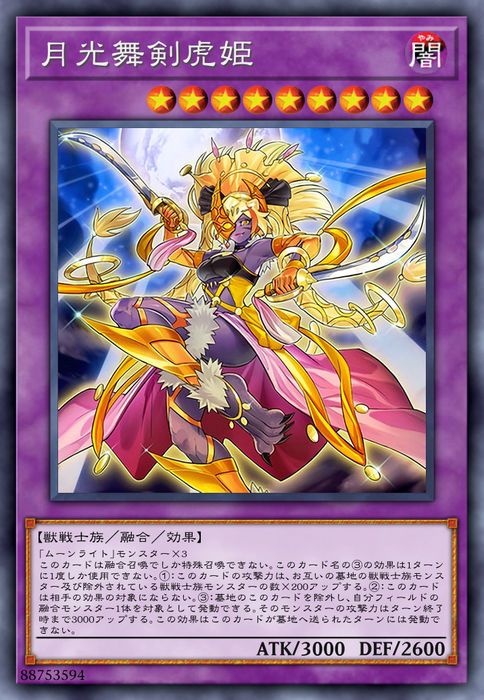 月光舞剣虎姫
やみ
闇
【獣戦士族/融合/効果】
「ムーンライト」モンスター×3
このカードは融合召喚でしか特殊召喚できない。このカード名の③の効果は1ターン
に1度しか使用できない。①:このカードの攻撃力は、お互いの墓地の獣戦士族モンス
ター及び除外されている獣戦士族モンスターの数×200アップする。②:このカード
は相手の効果の対象にならない。③:墓地のこのカードを除外し、自分フィールドの
融合モンスター1体を対象として発動できる。そのモンスターの攻撃力はターン終了
時まで3000アップする。この効果はこのカードが墓地へ送られたターンには発動で
きない。
ATK/3000 DEF/2600
88753594